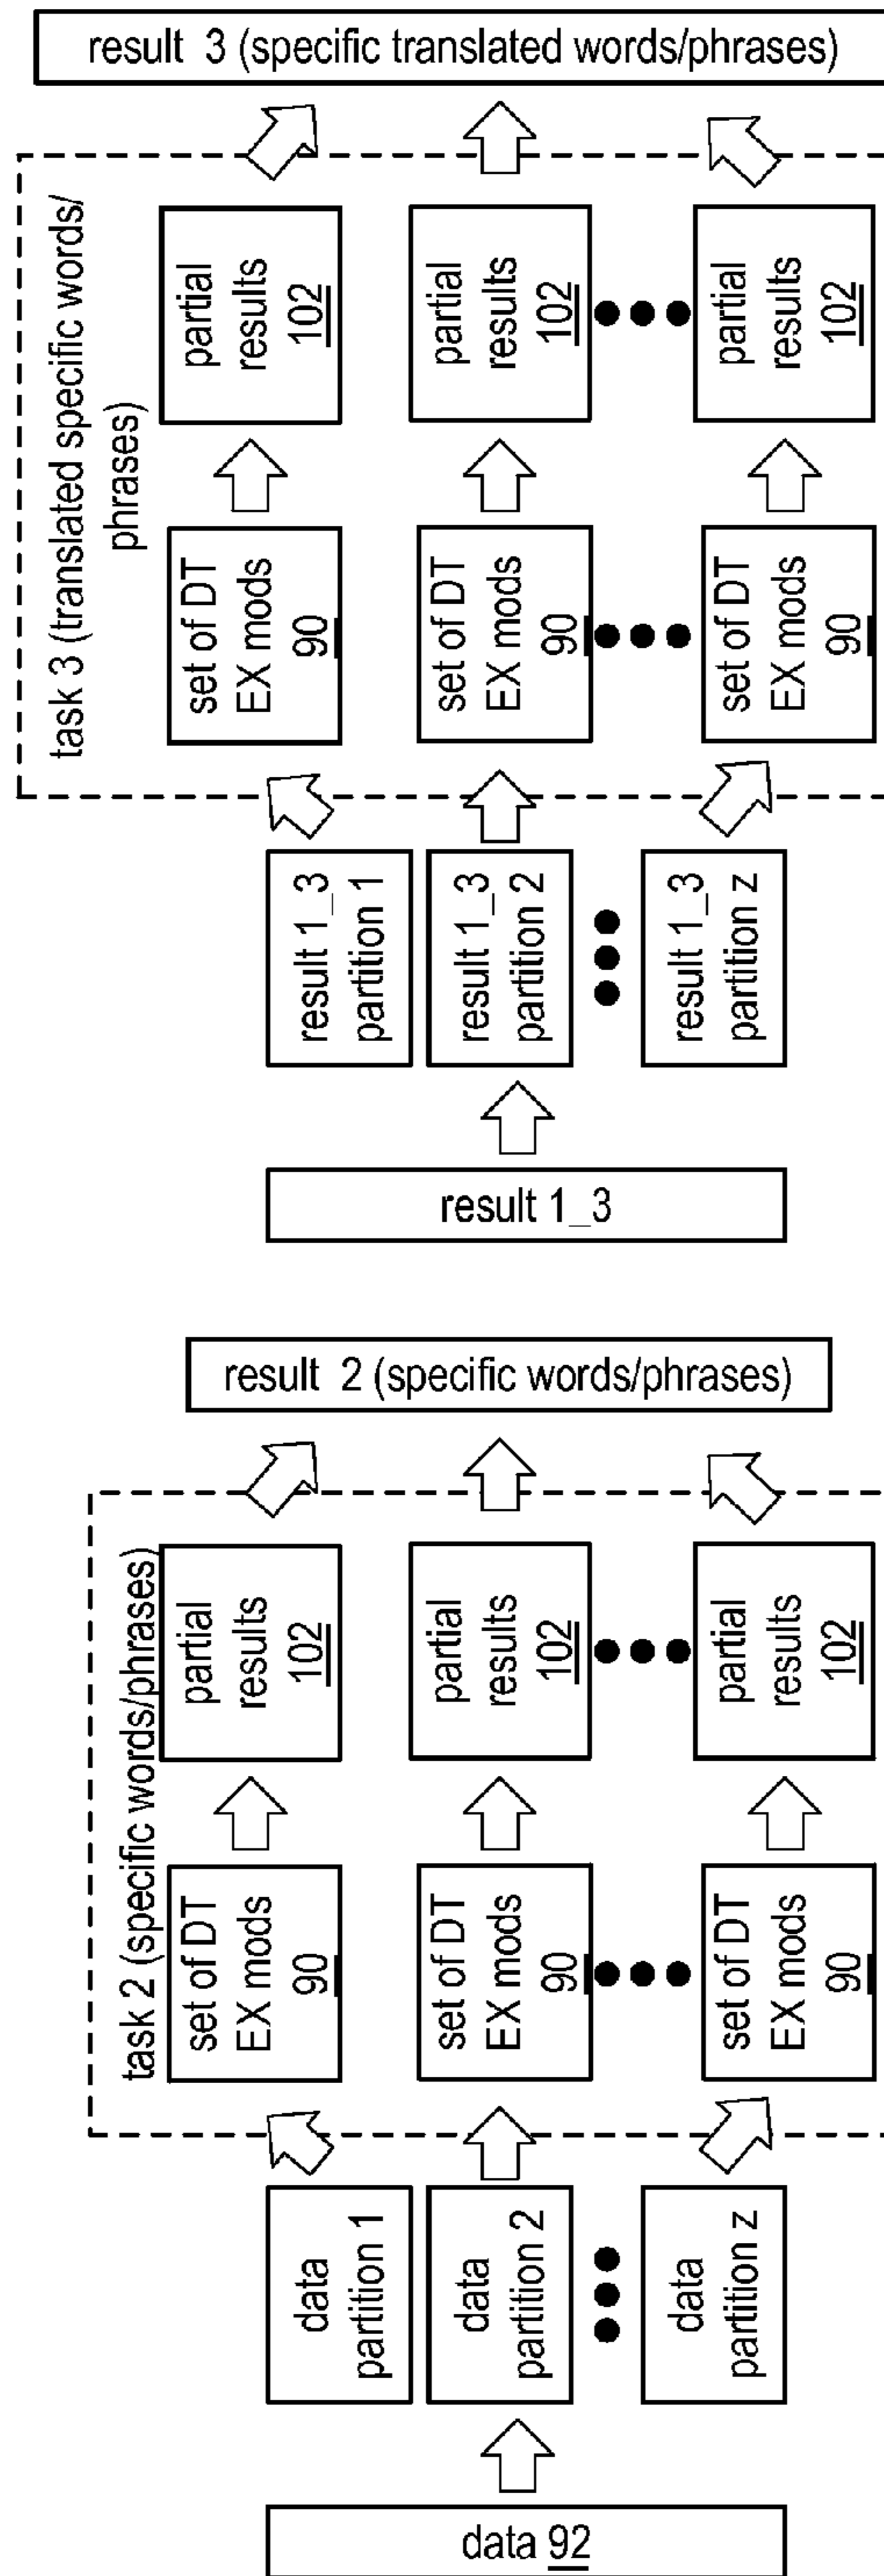 task 2 (specific words/phrases)
data 92
data
partition 1
data
partition 2
data
partition z
set of DT
EX mods
90
set of DT
EX mods
90
set of DT
EX mods
90
partial
results
102
partial
results
102
partial
results
102
result 2 (specific words/phrases)
task 3 (translated specific words/
phrases)
result 1_3
result 1_3
partition 1
result 1_3
partition 2
result 1_3
partition z
set of DT
EX mods
90
set of DT
EX mods
90
set of DT
EX mods
90
partial
results
102
partial
results
102
partial
results
102
result 3 (specific translated words/phrases)